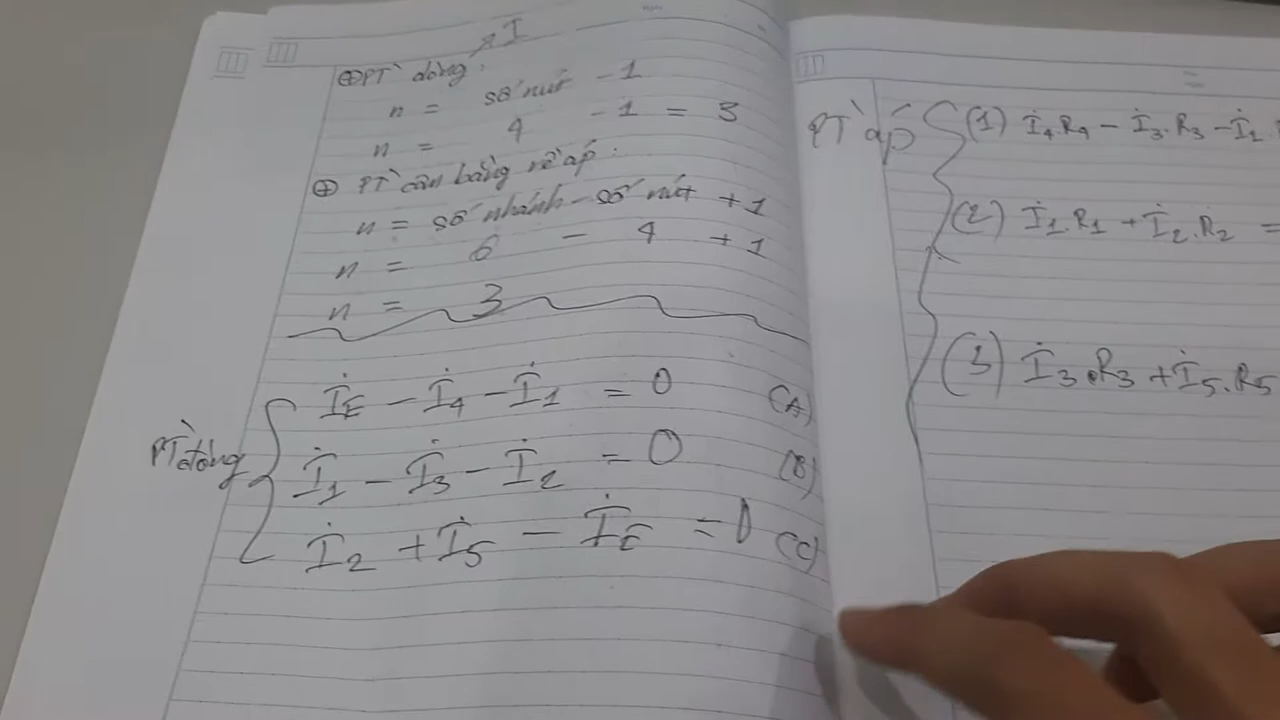 ⊕ PT dòng:
n = số nút - 1
n = 4 - 1 = 3
⊕ PT cân bằng về áp:
n = số nhánh - số nút + 1
n = 6 - 4 + 1
n = 3
PT dòng
İE - İ4 - İ1 = 0 (A)
İ1 - İ3 - İ2 = 0 (B)
İ2 + İ5 - İE = 0 (C)
PT áp
(1) İ4.R4 - İ3.R3 - İ1.
(2) İ1.R1 + İ2.R2 =
(3) İ3.R3 + İ5.R5